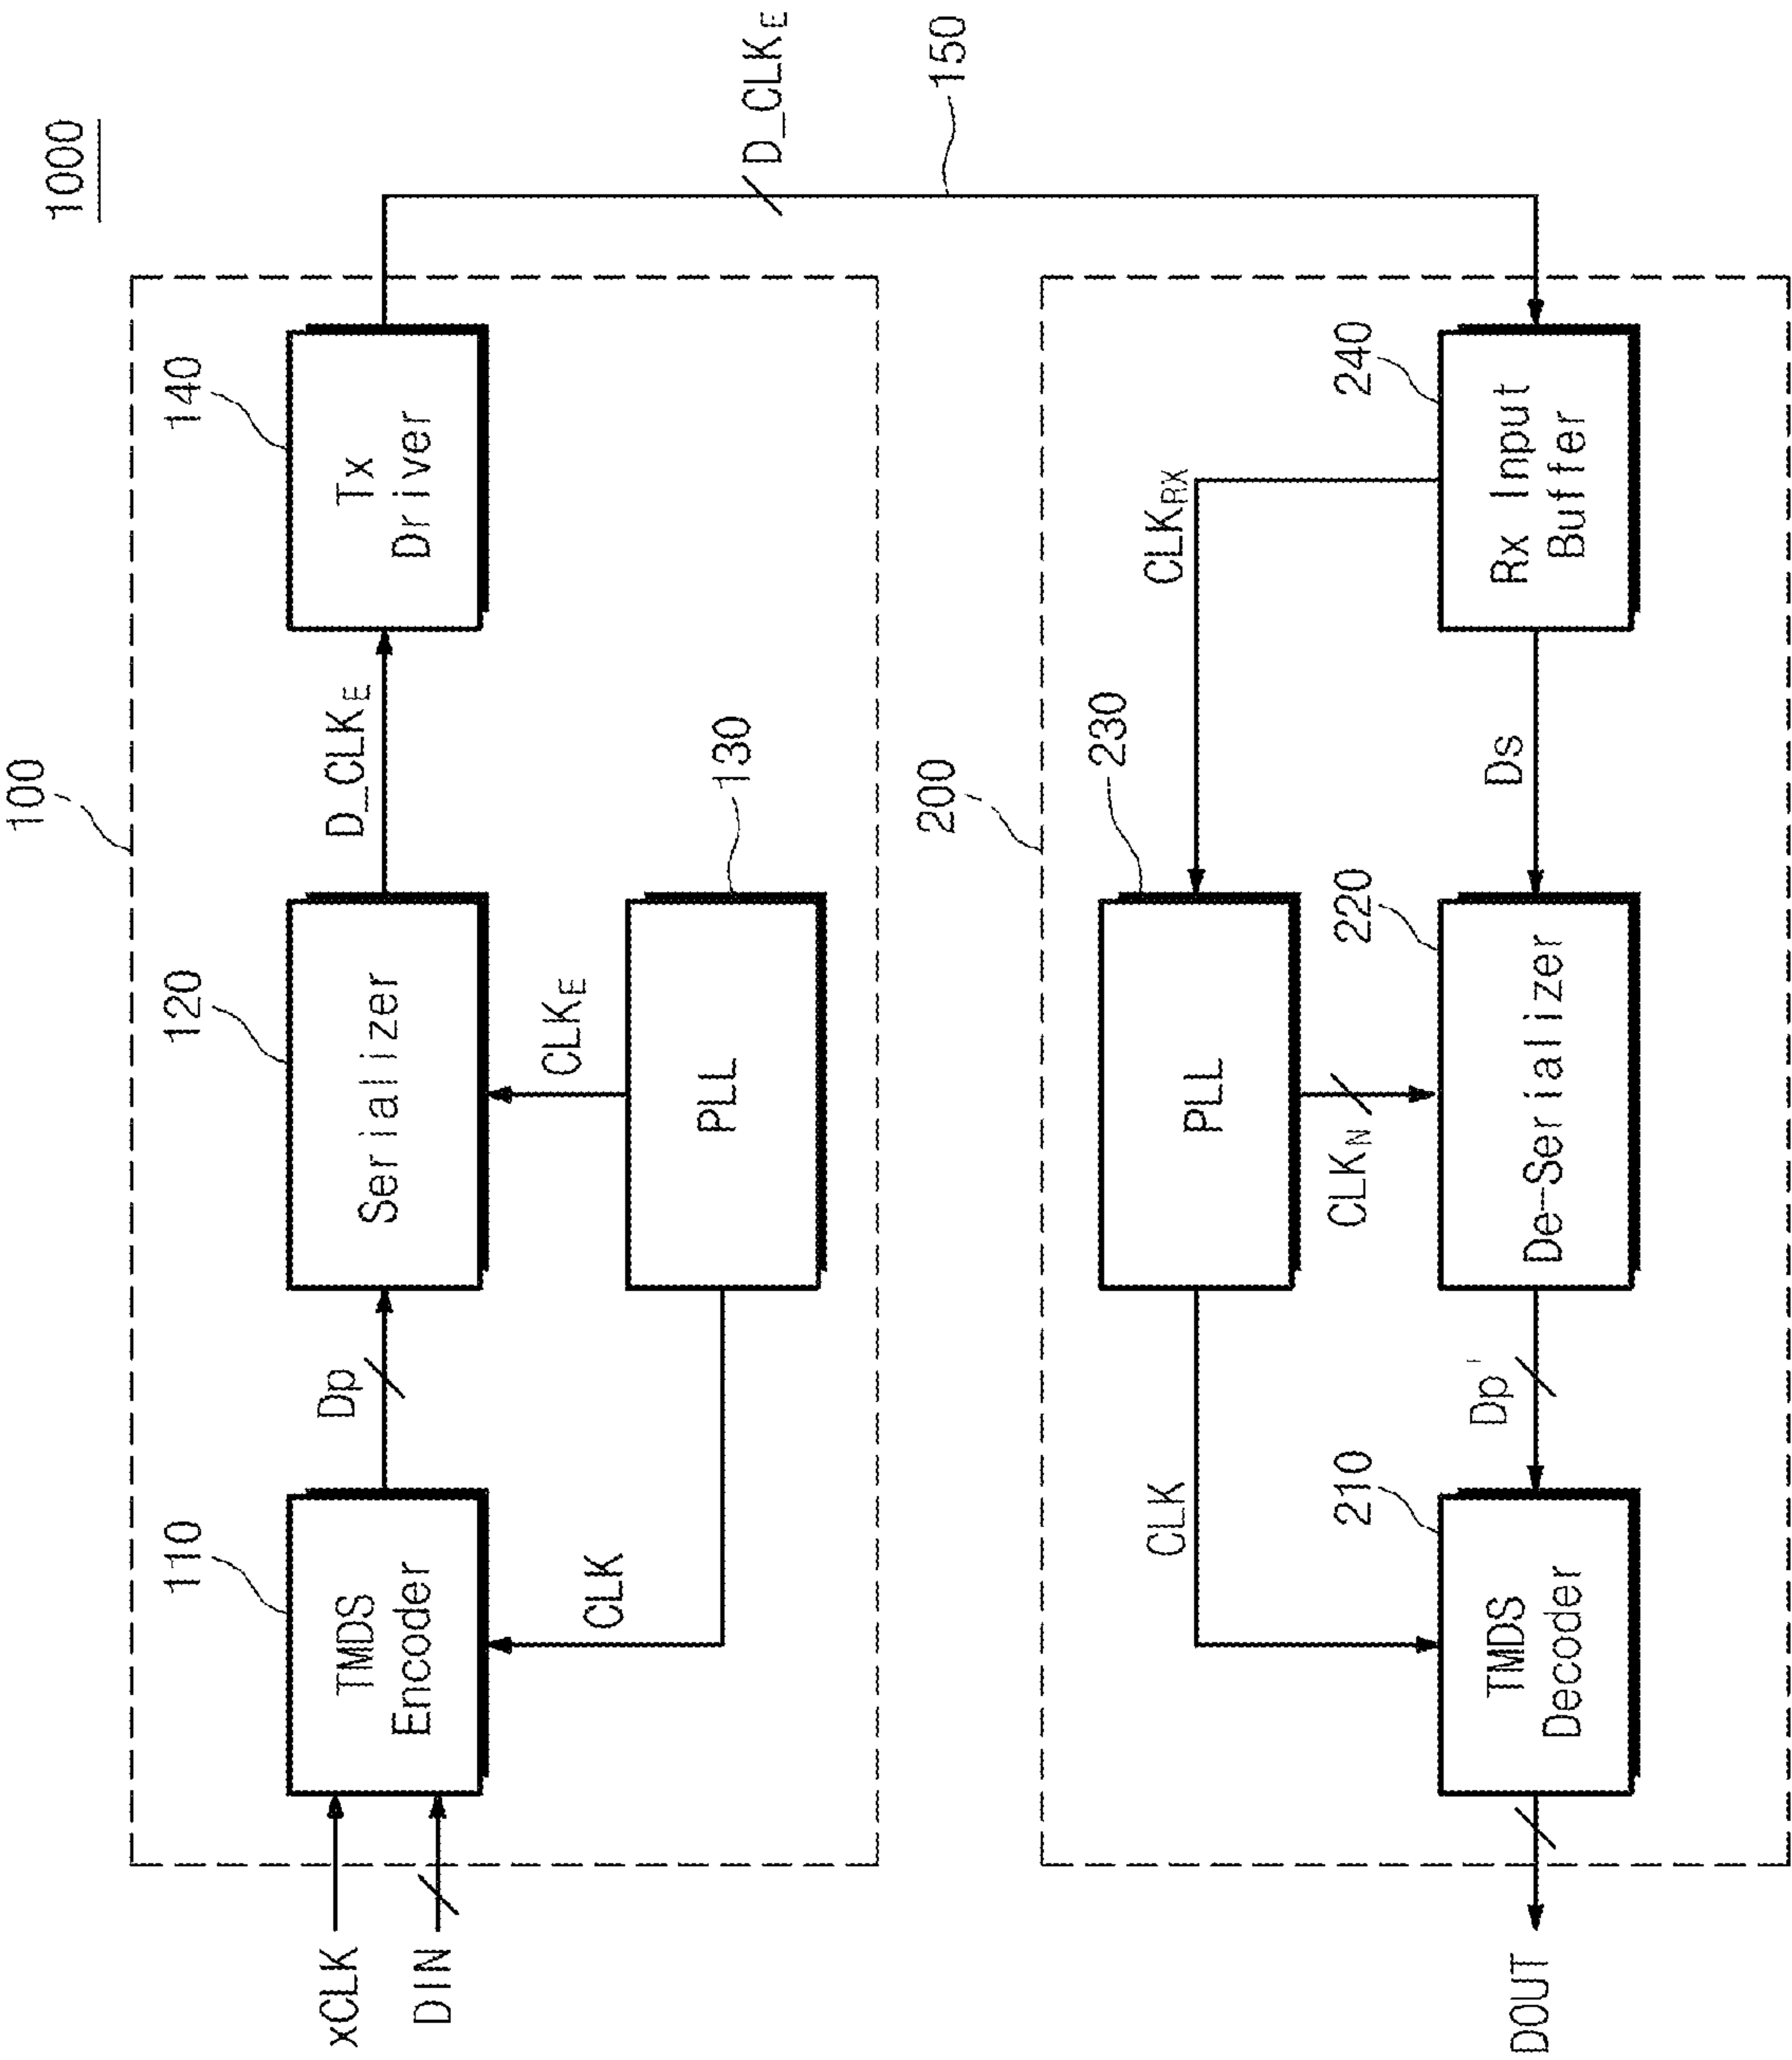 1000
100
110
120
140
xCLK
DIN
TMDS
Encoder
Dp
Serializer
D_CLKE
Tx
Driver
CLK
CLKE
PLL
130
D_CLKE
150
200
230
PLL
CLKRX
CLK
CLKN
210
220
240
DOUT
TMDS
Decoder
Dp'
De-Serializer
Ds
Rx Input
Buffer